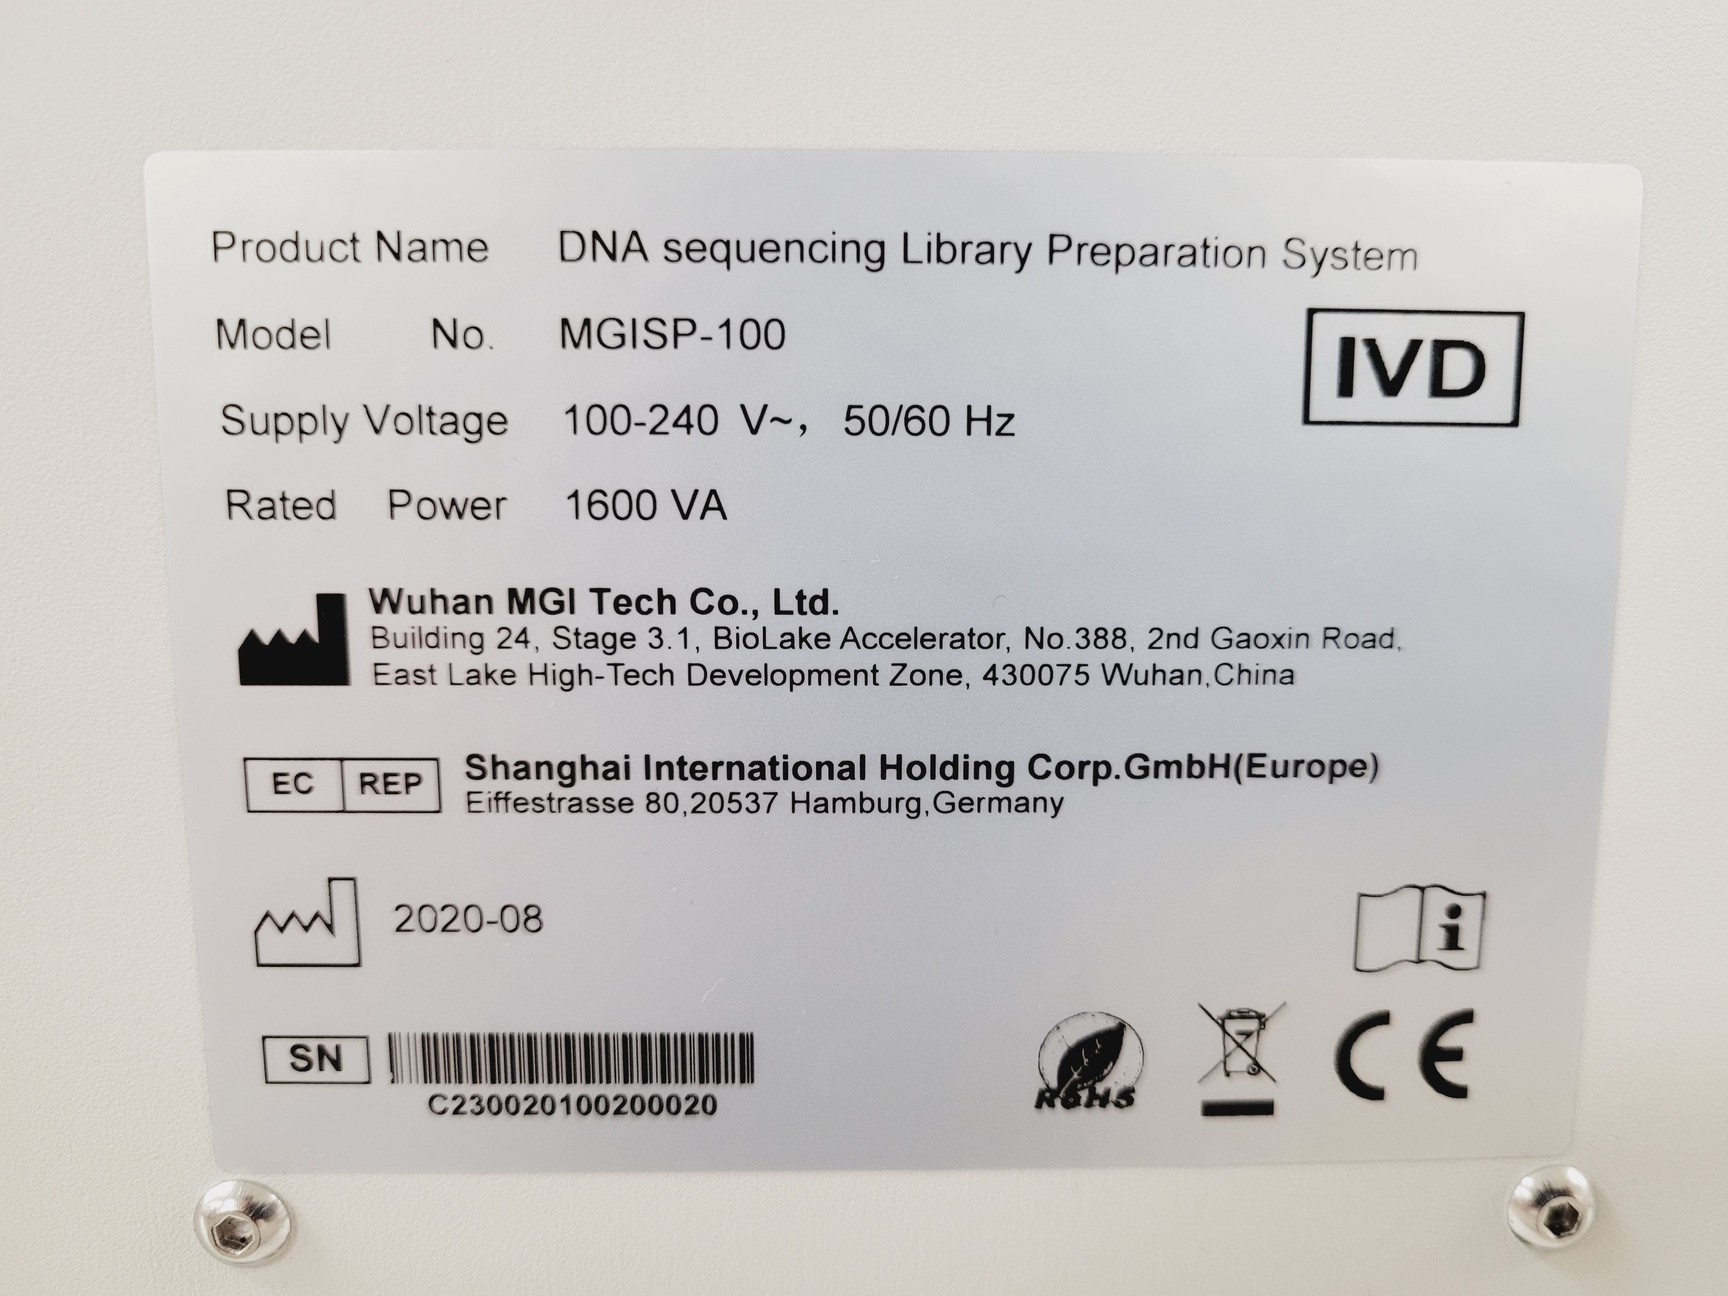 Product Name DNA sequencing Library Preparation System
Model No. MGISP-100
IVD
Supply Voltage 100-240 V~, 50/60 Hz
Rated Power 1600 VA
Wuhan MGI Tech Co., Ltd.
Building 24, Stage 3.1, BioLake Accelerator, No.388, 2nd Gaoxin Road,
East Lake High-Tech Development Zone, 430075 Wuhan,China
EC REP Shanghai International Holding Corp.GmbH(Europe)
Eiffestrasse 80,20537 Hamburg,Germany
2020-08
i
SN
C230020100200020
RoHS
CE